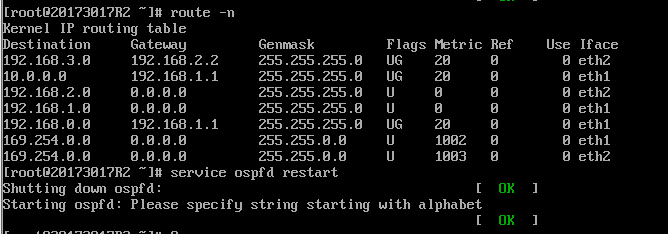 [  OK  ]
[root@20173017R2 ~]# route -n
Kernel IP routing table
Destination     Gateway         Genmask         Flags Metric Ref    Use Iface
192.168.3.0     192.168.2.2     255.255.255.0   UG    20     0        0 eth2
10.0.0.0        192.168.1.1     255.255.255.0   UG    20     0        0 eth1
192.168.2.0     0.0.0.0         255.255.255.0   U     0      0        0 eth2
192.168.1.0     0.0.0.0         255.255.255.0   U     0      0        0 eth1
192.168.0.0     192.168.1.1     255.255.255.0   UG    20     0        0 eth1
169.254.0.0     0.0.0.0         255.255.0.0     U     1002   0        0 eth1
169.254.0.0     0.0.0.0         255.255.0.0     U     1003   0        0 eth2
[root@20173017R2 ~]# service ospfd restart
Shutting down ospfd:                                       [  OK  ]
Starting ospfd: Please specify string starting with alphabet
[  OK  ]